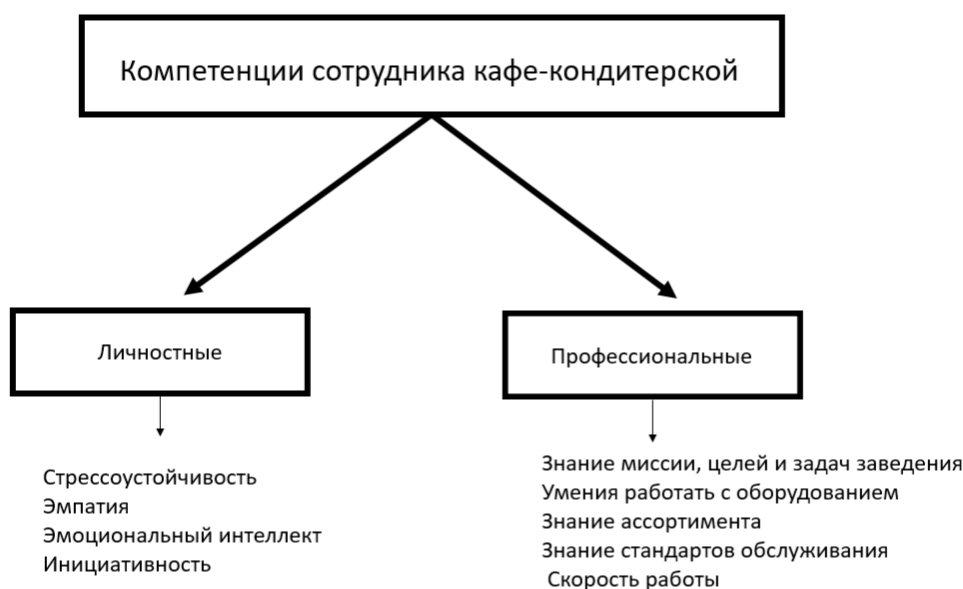 Компетенции сотрудника кафе-кондитерской
Личностные
Стрессоустойчивость
Эмпатия
Эмоциональный интеллект
Инициативность
Профессиональные
Знание миссии, целей и задач заведения
Умения работать с оборудованием
Знание ассортимента
Знание стандартов обслуживания
Скорость работы